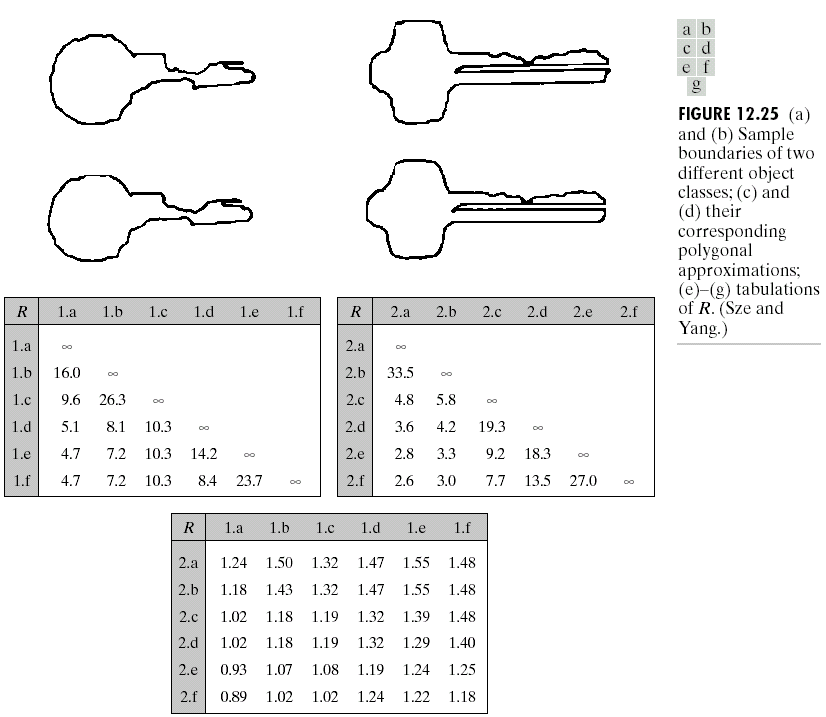 a b
c d
e f
g
FIGURE 12.25 (a)
and (b) Sample
boundaries of two
different object
classes; (c) and
(d) their
corresponding
polygonal
approximations;
(e)–(g) tabulations
of R. (Sze and
Yang.)
R 1.a 1.b 1.c 1.d 1.e 1.f
1.a ∞
1.b 16.0 ∞
1.c 9.6 26.3 ∞
1.d 5.1 8.1 10.3 ∞
1.e 4.7 7.2 10.3 14.2 ∞
1.f 4.7 7.2 10.3 8.4 23.7 ∞
R 2.a 2.b 2.c 2.d 2.e 2.f
2.a ∞
2.b 33.5 ∞
2.c 4.8 5.8 ∞
2.d 3.6 4.2 19.3 ∞
2.e 2.8 3.3 9.2 18.3 ∞
2.f 2.6 3.0 7.7 13.5 27.0 ∞
R 1.a 1.b 1.c 1.d 1.e 1.f
2.a 1.24 1.50 1.32 1.47 1.55 1.48
2.b 1.18 1.43 1.32 1.47 1.55 1.48
2.c 1.02 1.18 1.19 1.32 1.39 1.48
2.d 1.02 1.18 1.19 1.32 1.29 1.40
2.e 0.93 1.07 1.08 1.19 1.24 1.25
2.f 0.89 1.02 1.02 1.24 1.22 1.18